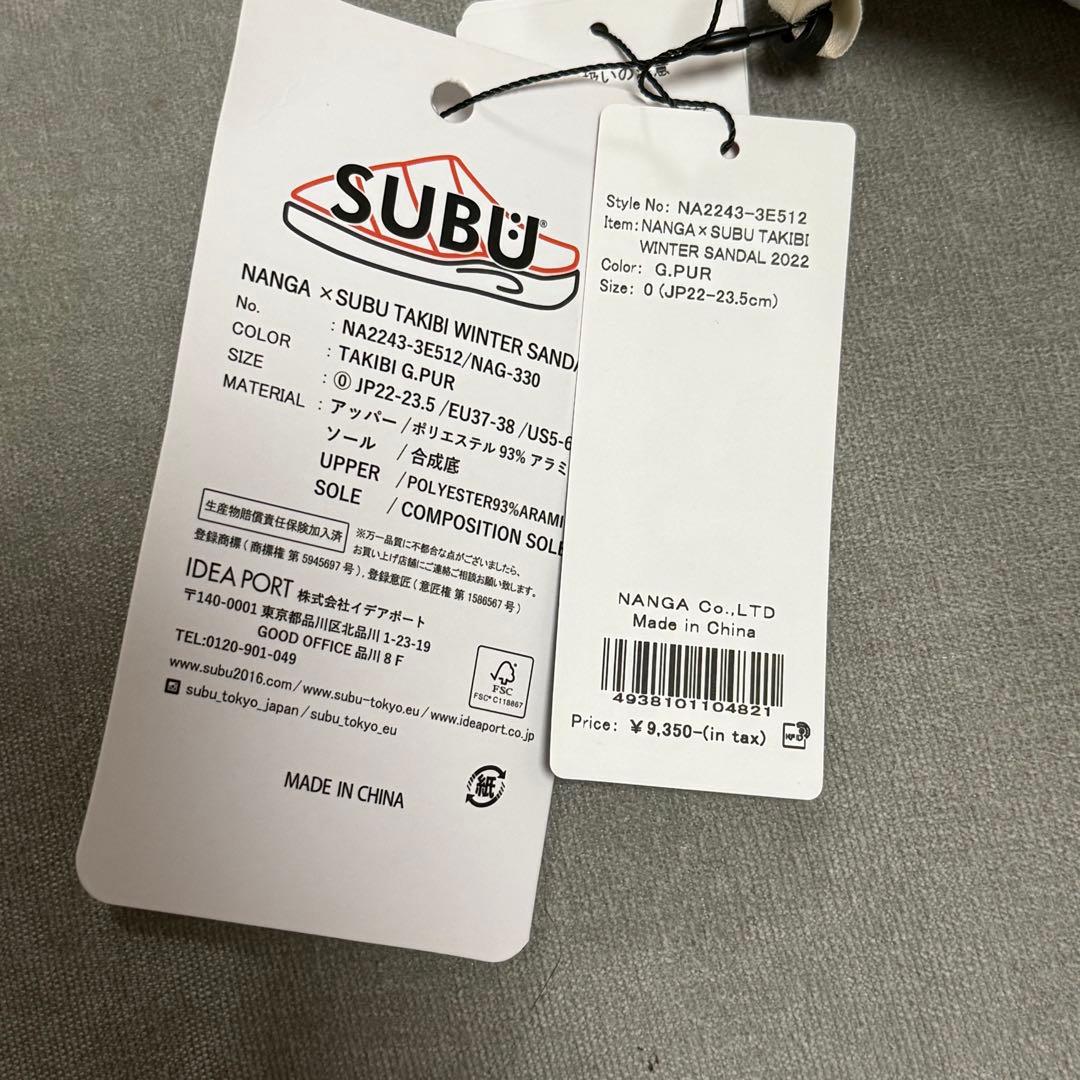 扱いの
SUBU®
NANGA ×SUBU TAKIBI WINTER SANDA
No. : NA2243-3E512/NAG-330
COLOR : TAKIBI G.PUR
SIZE : ⓪ JP22-23.5 /EU37-38 /US5-6
MATERIAL : アッパー/ポリエステル 93% アラミ
ソール /合成底
UPPER /POLYESTER93%ARAMI
SOLE /COMPOSITION SOLE
生産物賠償責任保険加入済
※万一品質に不都合な点がございましたら、
お買い上げ店舗にご連絡ご相談お願い致します。
登録商標 ( 商標権 第 5945697 号 ) , 登録意匠 ( 意匠権 第 1586567 号 )
IDEA PORT 株式会社イデアポート
〒140-0001 東京都品川区北品川 1-23-19
GOOD OFFICE 品川 8 F
TEL:0120-901-049
www.subu2016.com / www.subu-tokyo.eu / www.ideaport.co.jp
subu_tokyo_japan / subu_tokyo_eu
FSC
FSC® C118867
MADE IN CHINA
紙
Style No: NA2243-3E512
Item: NANGA×SUBU TAKIBI
WINTER SANDAL 2022
Color: G.PUR
Size: 0 (JP22-23.5cm)
NANGA Co.,LTD
Made in China
4938101104821
Price: ¥9,350-(in tax)
RFID